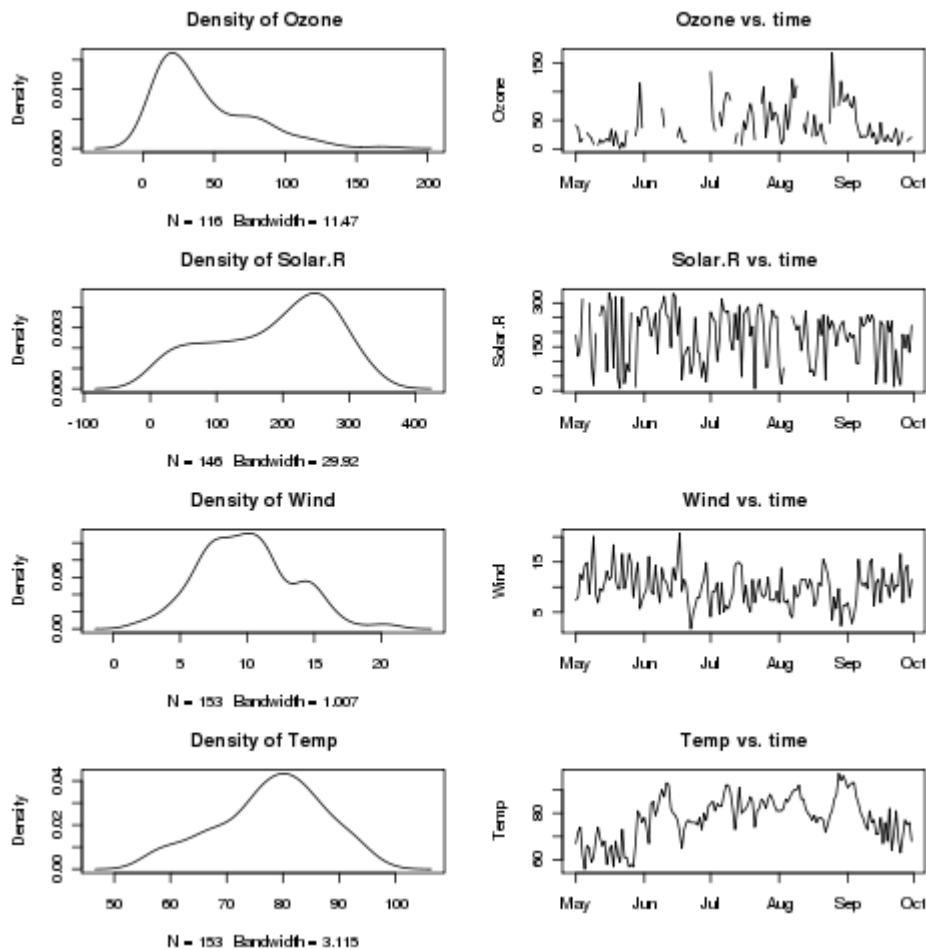 Density of Ozone
Density
0.000 0.010
0 50 100 150 200
N = 116 Bandwidth = 11.47
Ozone vs. time
Ozone
0 50 150
May Jun Jul Aug Sep Oct
Density of Solar.R
Density
0.000 0.003
-100 0 100 200 300 400
N = 146 Bandwidth = 29.92
Solar.R vs. time
Solar.R
0 150 300
May Jun Jul Aug Sep Oct
Density of Wind
Density
0.00 0.06
0 5 10 15 20
N = 153 Bandwidth = 1.007
Wind vs. time
Wind
5 15
May Jun Jul Aug Sep Oct
Density of Temp
Density
0.00 0.02 0.04
50 60 70 80 90 100
N = 153 Bandwidth = 3.115
Temp vs. time
Temp
60 80
May Jun Jul Aug Sep Oct